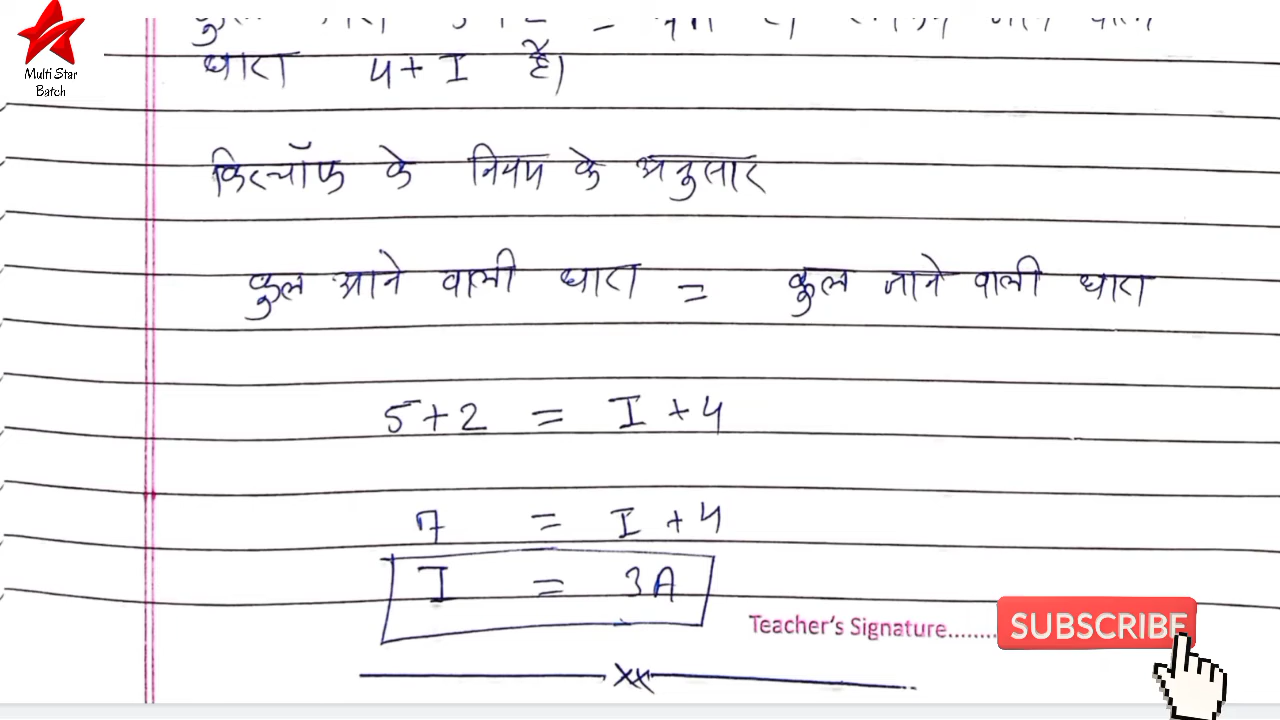 Multi Star
Batch
धारा 4 + I है।
किरचॉफ के नियम के अनुसार
कुल आने वाली धारा = कुल जाने वाली धारा
5 + 2 = I + 4
7 = I + 4
I = 3A
Teacher's Signature........
SUBSCRIBE